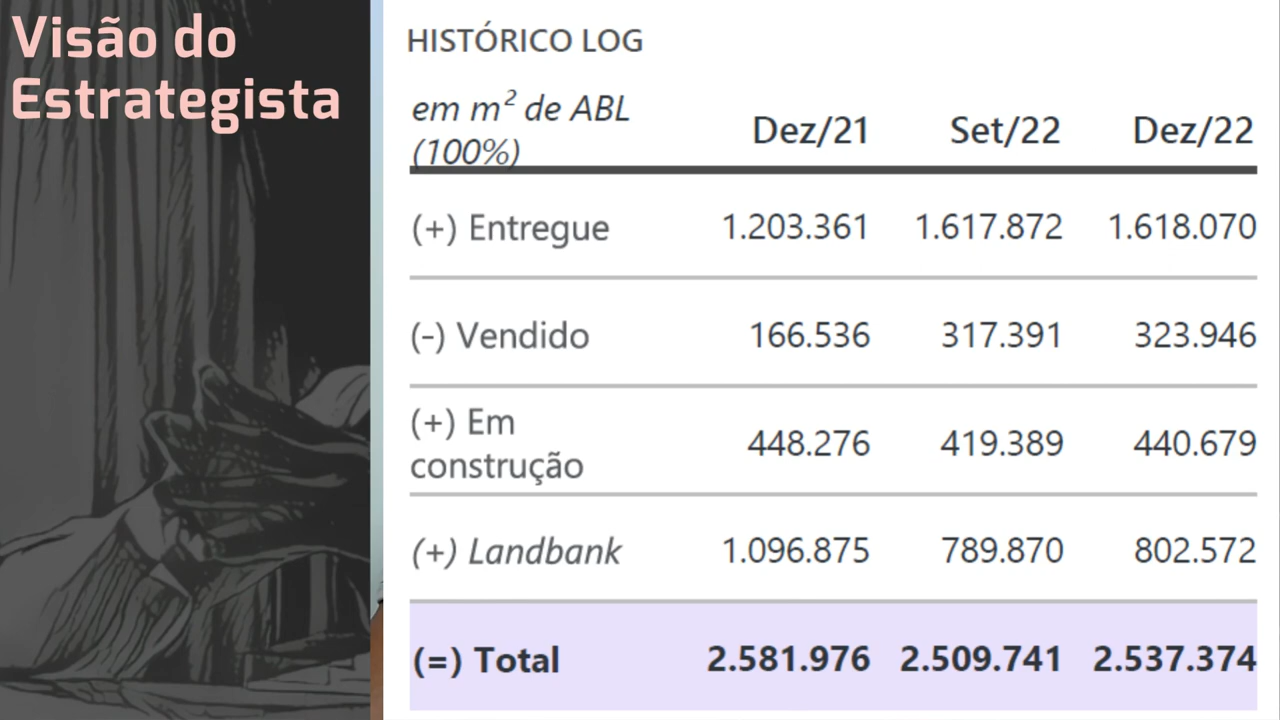 Visão do
Estrategista
HISTÓRICO LOG
em m² de ABL
(100%)
Dez/21 Set/22 Dez/22
(+) Entregue 1.203.361 1.617.872 1.618.070
(-) Vendido 166.536 317.391 323.946
(+) Em
construção 448.276 419.389 440.679
(+) Landbank 1.096.875 789.870 802.572
(=) Total 2.581.976 2.509.741 2.537.374